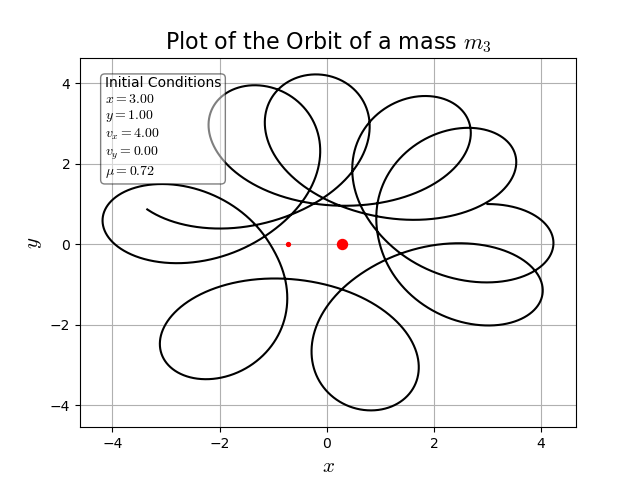 Plot of the Orbit of a mass m₃
Initial Conditions
x = 3.00
y = 1.00
vₓ = 4.00
v_y = 0.00
μ = 0.72
4
2
0
−2
−4
y
−4 −2 0 2 4
x